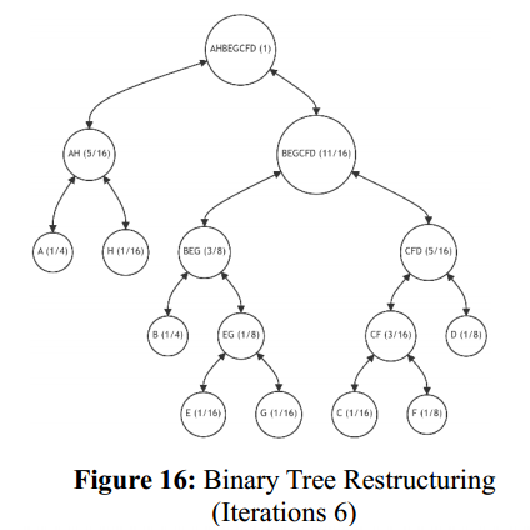 AHBEGCFD (1)
AH (5/16)
BEGCFD (11/16)
A (1/4)
H (1/16)
BEG (3/8)
CFD (5/16)
B (1/4)
EG (1/8)
CF (3/16)
D (1/8)
E (1/16)
G (1/16)
C (1/16)
F (1/8)
Figure 16: Binary Tree Restructuring
(Iterations 6)